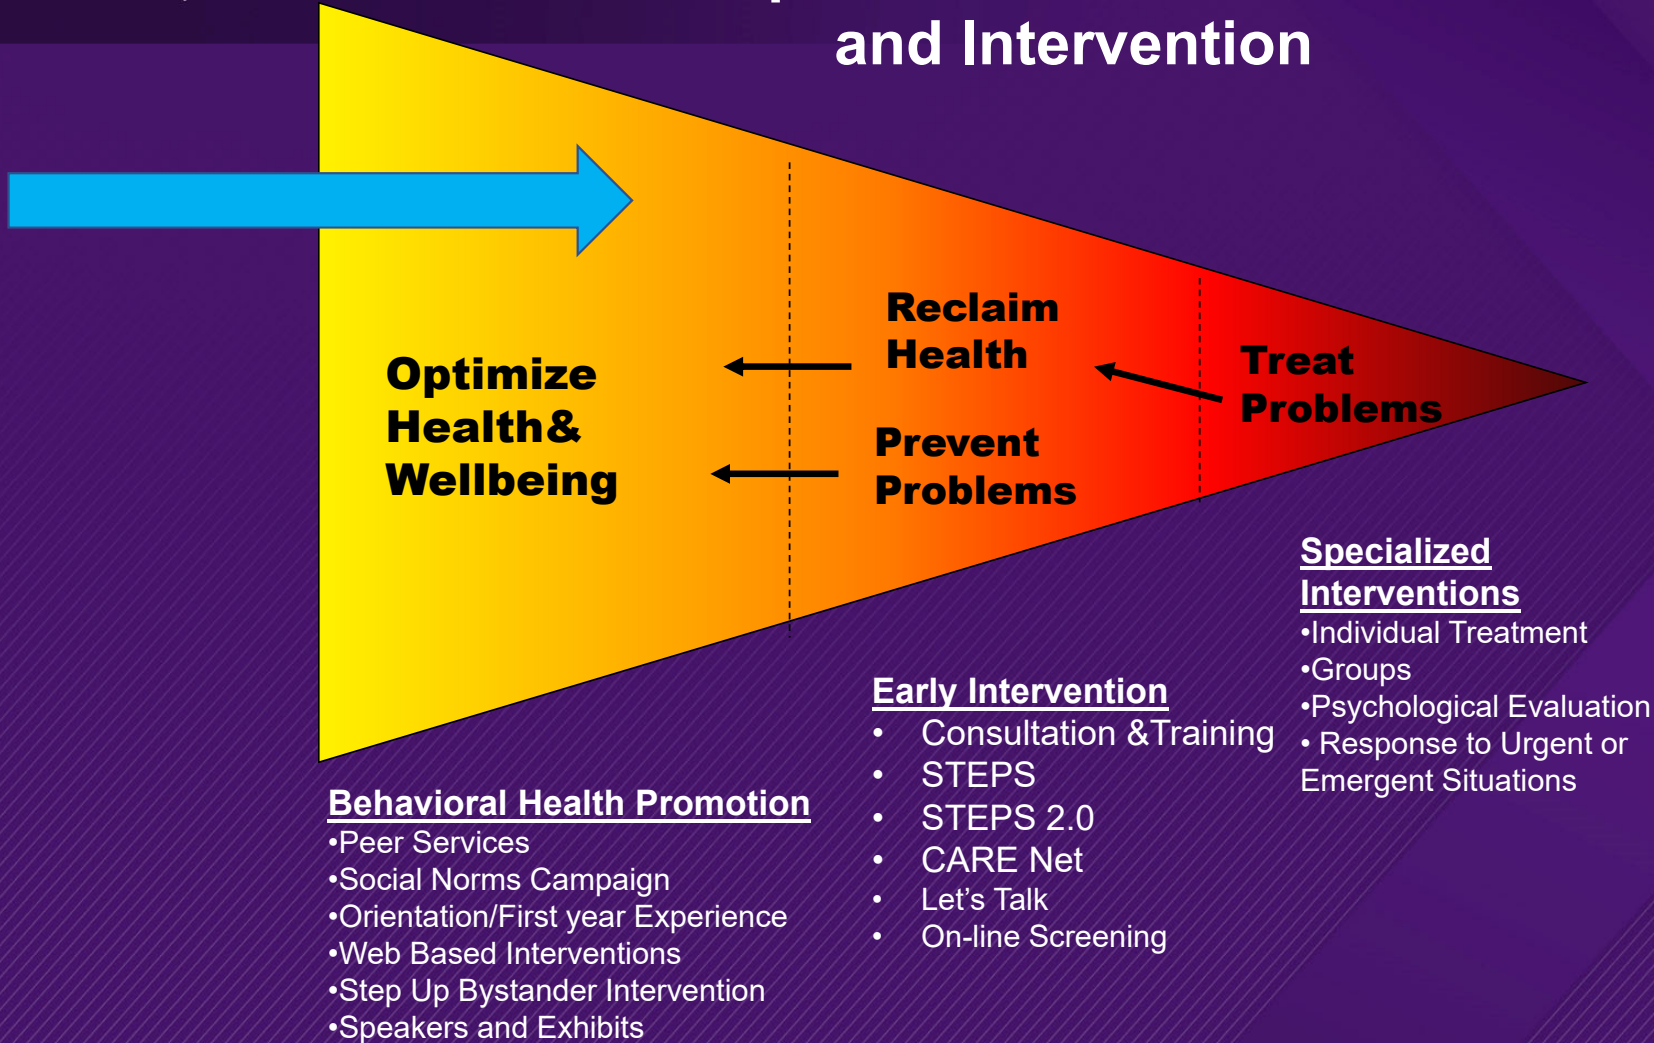 and Intervention
Optimize
Health&
Wellbeing
Reclaim
Health
Prevent
Problems
Treat
Problems
Behavioral Health Promotion
•Peer Services
•Social Norms Campaign
•Orientation/First year Experience
•Web Based Interventions
•Step Up Bystander Intervention
•Speakers and Exhibits
Early Intervention
• Consultation &Training
• STEPS
• STEPS 2.0
• CARE Net
• Let’s Talk
• On-line Screening
Specialized
Interventions
•Individual Treatment
•Groups
•Psychological Evaluation
• Response to Urgent or
Emergent Situations